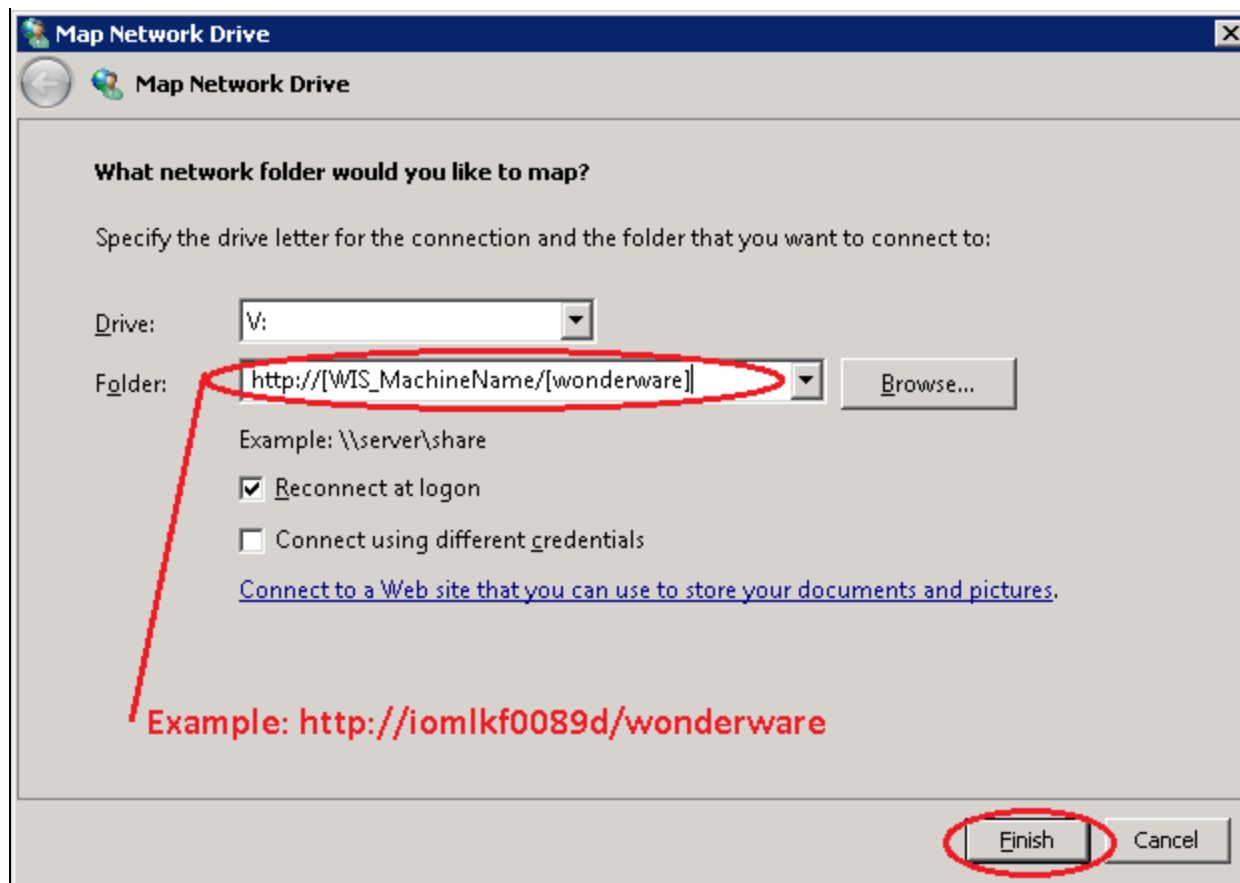 Map Network Drive
Map Network Drive
What network folder would you like to map?
Specify the drive letter for the connection and the folder that you want to connect to:
Drive: V:
Folder: http://[WIS_MachineName/[wonderware] Browse...
Example: \\server\share
Reconnect at logon
Connect using different credentials
Connect to a Web site that you can use to store your documents and pictures.
Example: http://iomlkf0089d/wonderware
Finish Cancel